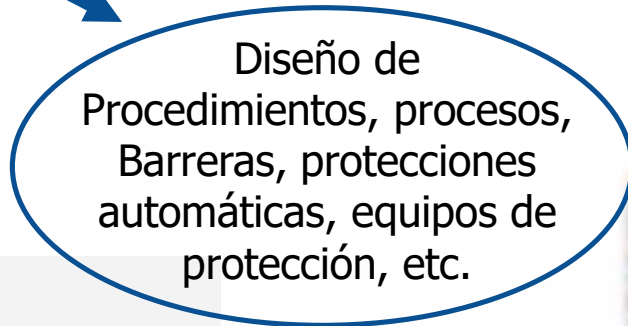 Diseño de
Procedimientos, procesos,
Barreras, protecciones
automáticas, equipos de
protección, etc.